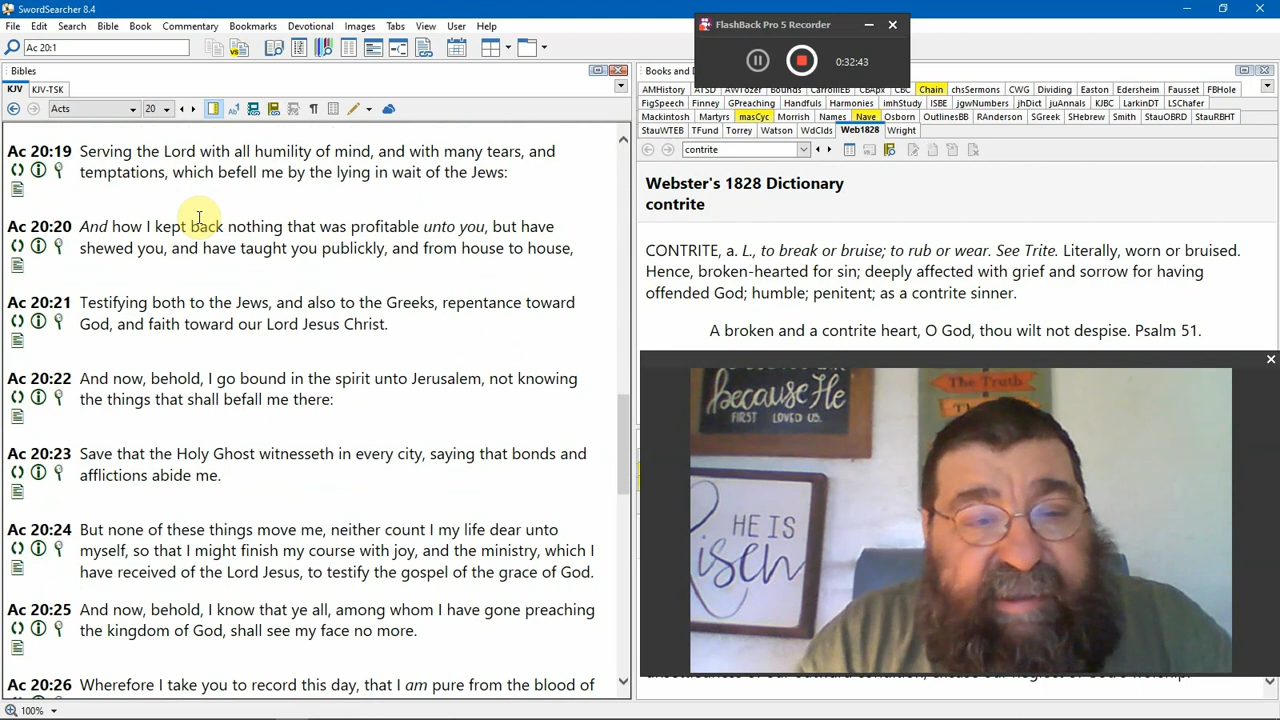 SwordSearcher 8.4
File Edit Search Bible Book Commentary Bookmarks Devotional Images Tabs View User Help
FlashBack Pro 5 Recorder
0:32:43
Ac 20:1
Bibles
KJV KJV-TSK
Acts 20
Ac 20:19 Serving the Lord with all humility of mind, and with many tears, and
temptations, which befell me by the lying in wait of the Jews:
Ac 20:20 And how I kept back nothing that was profitable unto you, but have
shewed you, and have taught you publickly, and from house to house,
Ac 20:21 Testifying both to the Jews, and also to the Greeks, repentance toward
God, and faith toward our Lord Jesus Christ.
Ac 20:22 And now, behold, I go bound in the spirit unto Jerusalem, not knowing
the things that shall befall me there:
Ac 20:23 Save that the Holy Ghost witnesseth in every city, saying that bonds and
afflictions abide me.
Ac 20:24 But none of these things move me, neither count I my life dear unto
myself, so that I might finish my course with joy, and the ministry, which I
have received of the Lord Jesus, to testify the gospel of the grace of God.
Ac 20:25 And now, behold, I know that ye all, among whom I have gone preaching
the kingdom of God, shall see my face no more.
Ac 20:26 Wherefore I take you to record this day, that I am pure from the blood of
100%
Books and D
AMHistory ATSD AWTozer Bounds CarrollEB CBApx CBC Chain chsSermons CWG Dividing Easton Edersheim Faussett FBHole
FigSpeech Finney GPreaching Handfuls Harmonies imhStudy ISBE jgwNumbers jhDict juAnnals KJBC LarkinDT LSChafer
Mackintosh Martyrs masCyc Morrish Names Nave Osborn OutlinesBB RAnderson SGreek SHebrew Smith StauOBRD StauRBHT
StauWTEB TFund Torrey Watson WdClds Web1828 Wright
contrite
Webster's 1828 Dictionary
contrite
CONTRITE, a. L., to break or bruise; to rub or wear. See Trite. Literally, worn or bruised.
Hence, broken-hearted for sin; deeply affected with grief and sorrow for having
offended God; humble; penitent; as a contrite sinner.
A broken and a contrite heart, O God, thou wilt not despise. Psalm 51.
because He
FIRST LOVED US.
The Truth
HE IS
Risen